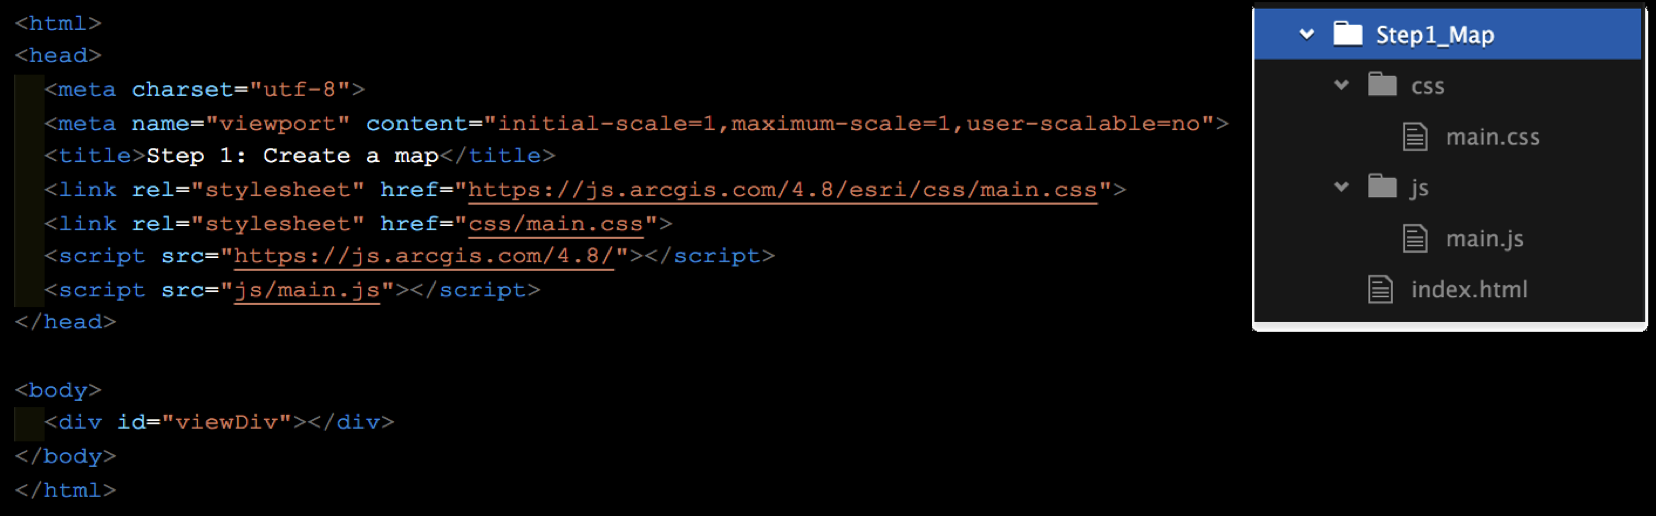 <html>
<head>
<meta charset="utf-8">
<meta name="viewport" content="initial-scale=1,maximum-scale=1,user-scalable=no">
<title>Step 1: Create a map</title>
<link rel="stylesheet" href="https://js.arcgis.com/4.8/esri/css/main.css">
<link rel="stylesheet" href="css/main.css">
<script src="https://js.arcgis.com/4.8/"></script>
<script src="js/main.js"></script>
</head>
<body>
<div id="viewDiv"></div>
</body>
</html>
Step1_Map
css
main.css
js
main.js
index.html